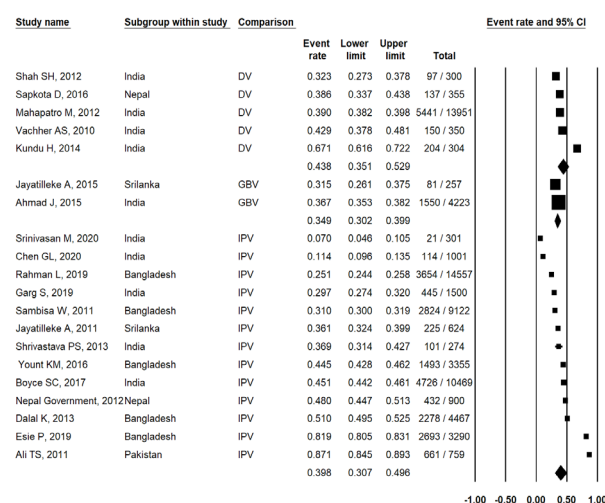 Study name Subgroup within study Comparison Event rate and 95% CI
Event Lower Upper
rate limit limit Total
Shah SH, 2012 India DV 0.323 0.273 0.378 97 / 300
Sapkota D, 2016 Nepal DV 0.386 0.337 0.438 137 / 355
Mahapatro M, 2012 India DV 0.390 0.382 0.398 5441 / 13951
Vachher AS, 2010 India DV 0.429 0.378 0.481 150 / 350
Kundu H, 2014 India DV 0.671 0.616 0.722 204 / 304
0.438 0.351 0.529
Jayatilleke A, 2015 Srilanka GBV 0.315 0.261 0.375 81 / 257
Ahmad J, 2015 India GBV 0.367 0.353 0.382 1550 / 4223
0.349 0.302 0.399
Srinivasan M, 2020 India IPV 0.070 0.046 0.105 21 / 301
Chen GL, 2020 India IPV 0.114 0.096 0.135 114 / 1001
Rahman L, 2019 Bangladesh IPV 0.251 0.244 0.258 3654 / 14557
Garg S, 2019 India IPV 0.297 0.274 0.320 445 / 1500
Sambisa W, 2011 Bangladesh IPV 0.310 0.300 0.319 2824 / 9122
Jayatilleke A, 2011 Srilanka IPV 0.361 0.324 0.399 225 / 624
Shrivastava PS, 2013 India IPV 0.369 0.314 0.427 101 / 274
Yount KM, 2016 Bangladesh IPV 0.445 0.428 0.462 1493 / 3355
Boyce SC, 2017 India IPV 0.451 0.442 0.461 4726 / 10469
Nepal Government, 2012 Nepal IPV 0.480 0.447 0.513 432 / 900
Dalal K, 2013 Bangladesh IPV 0.510 0.495 0.525 2278 / 4467
Esie P, 2019 Bangladesh IPV 0.819 0.805 0.831 2693 / 3290
Ali TS, 2011 Pakistan IPV 0.871 0.845 0.893 661 / 759
0.398 0.307 0.496
-1.00 -0.50 0.00 0.50 1.00